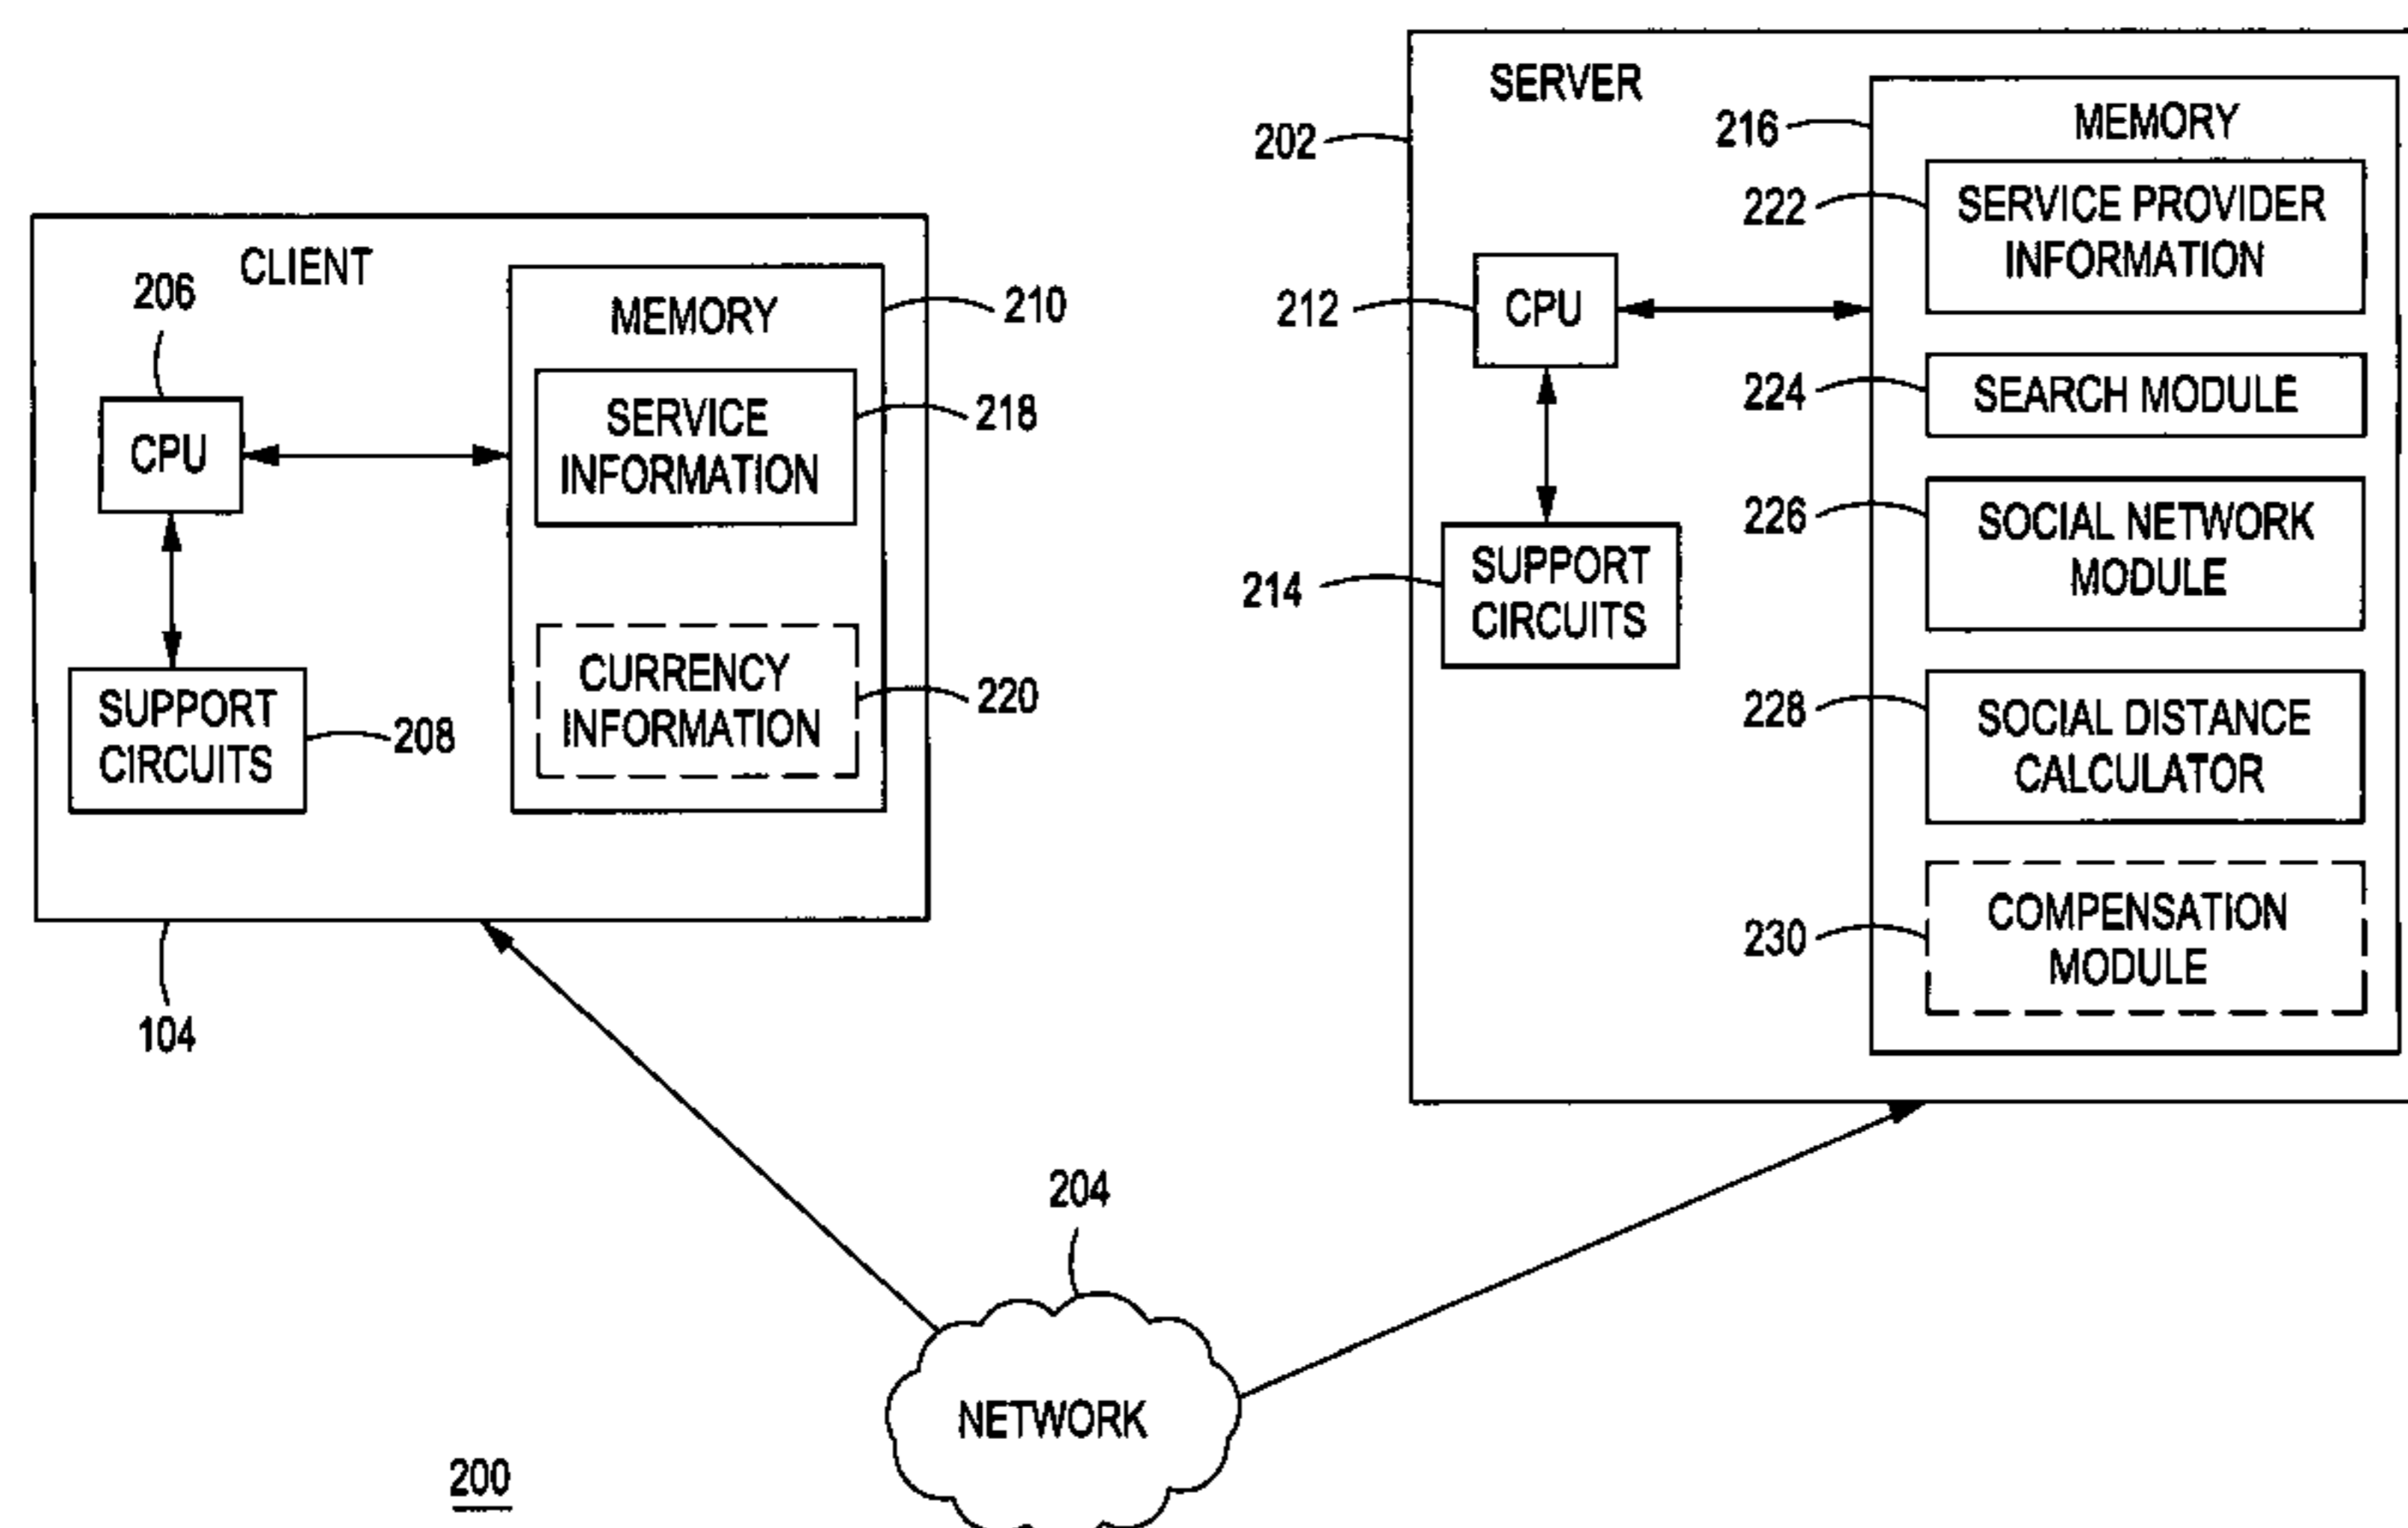 CLIENT
206
CPU
SUPPORT
CIRCUITS
208
MEMORY
210
SERVICE
INFORMATION
218
CURRENCY
INFORMATION
220
104
SERVER
202
212
CPU
214
SUPPORT
CIRCUITS
216
MEMORY
222
SERVICE PROVIDER
INFORMATION
224
SEARCH MODULE
226
SOCIAL NETWORK
MODULE
228
SOCIAL DISTANCE
CALCULATOR
230
COMPENSATION
MODULE
204
NETWORK
200